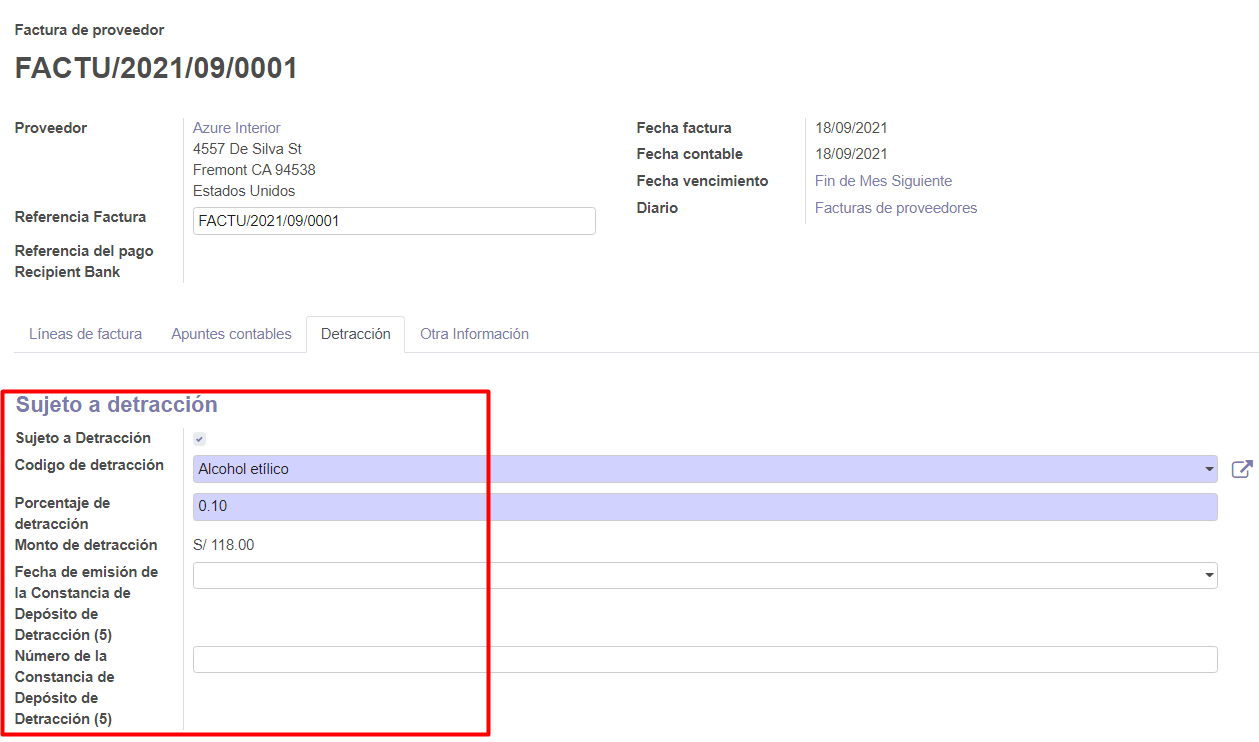 Factura de proveedor
FACTU/2021/09/0001
Proveedor
Azure Interior
4557 De Silva St
Fremont CA 94538
Estados Unidos
Referencia Factura
FACTU/2021/09/0001
Referencia del pago
Recipient Bank
Fecha factura
18/09/2021
Fecha contable
18/09/2021
Fecha vencimiento
Fin de Mes Siguiente
Diario
Facturas de proveedores
Líneas de factura
Apuntes contables
Detracción
Otra Información
Sujeto a detracción
Sujeto a Detracción
Codigo de detracción
Alcohol etílico
Porcentaje de
detracción
0.10
Monto de detracción
S/ 118.00
Fecha de emisión de
la Constancia de
Depósito de
Detracción (5)
Número de la
Constancia de
Depósito de
Detracción (5)